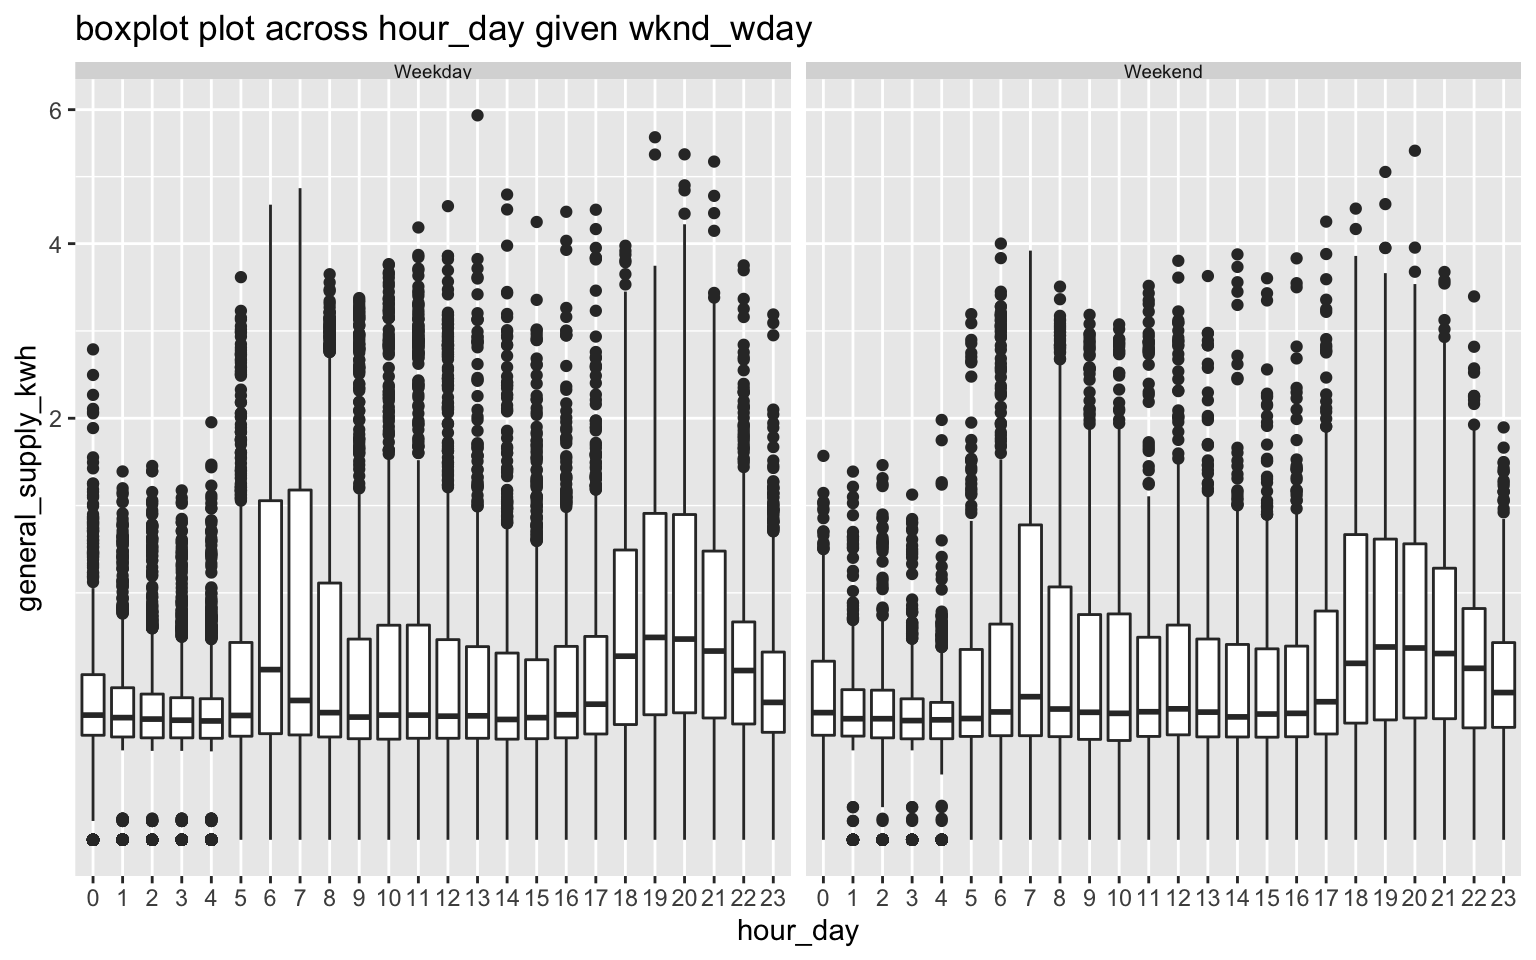 boxplot plot across hour_day given wknd_wday
Weekday
Weekend
general_supply_kwh
6
4
2
0 1 2 3 4 5 6 7 8 9 10 11 12 13 14 15 16 17 18 19 20 21 22 23
0 1 2 3 4 5 6 7 8 9 10 11 12 13 14 15 16 17 18 19 20 21 22 23
hour_day